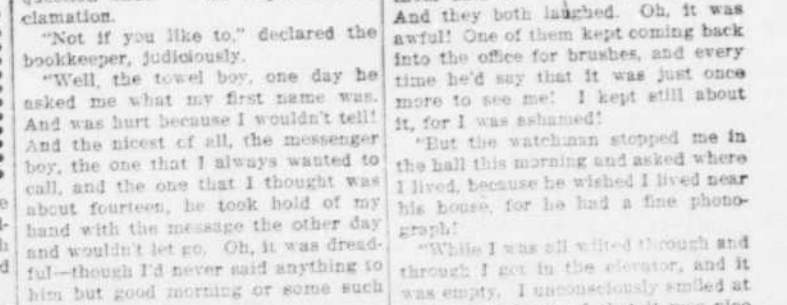 clamation.
"Not if you like to," declared the
bookkeeper, judiciously.
"Well, the towel boy, one day he
asked me what my first name was.
And was hurt because I wouldn't tell!
And the nicest of all, the messenger
boy, the one that I always wanted to
call, and the one that I thought was
about fourteen, he took hold of my
hand with the message the other day
and wouldn't let go. Oh, it was dread-
ful—though I'd never said anything to
him but good morning or some such
And they both laughed. Oh, it was
awful! One of them kept coming back
into the office for brushes, and every
time he'd say that it was just once
more to see me! I kept still about
it, for I was ashamed!
"But the watchman stopped me in
the hall this morning and asked where
I lived, because he wished I lived near
his house, for he had a fine phono-
graph!
"While I was all wilted through and
through I got in the elevator, and it
was empty. I unconsciously smiled at